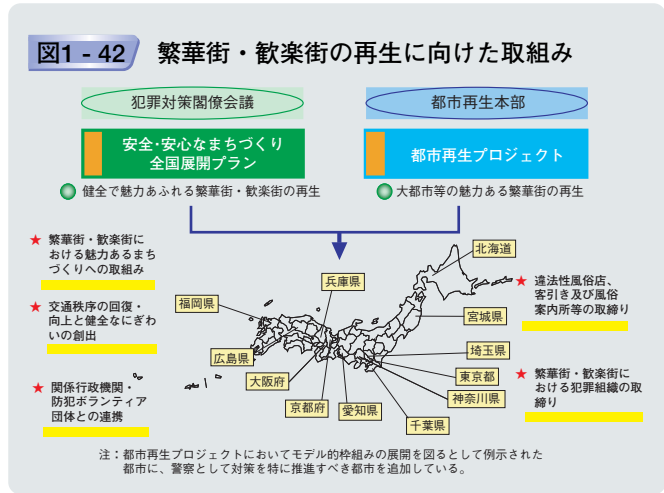 図1-42 繁華街・歓楽街の再生に向けた取組み
犯罪対策閣僚会議
都市再生本部
安全・安心なまちづくり
全国展開プラン
都市再生プロジェクト
健全で魅力あふれる繁華街・歓楽街の再生
大都市等の魅力ある繁華街の再生
★ 繁華街・歓楽街に
おける魅力あるまち
づくりへの取組み
★ 交通秩序の回復・
向上と健全なにぎわ
いの創出
★ 関係行政機関・
防犯ボランティア
団体との連携
北海道
兵庫県
福岡県
宮城県
広島県
埼玉県
大阪府
東京都
京都府
愛知県
神奈川県
千葉県
★ 違法性風俗店、
客引き及び風俗
案内所等の取締り
★ 繁華街・歓楽街に
おける犯罪組織の取
締り
注：都市再生プロジェクトにおいてモデル的枠組みの展開を図るとして例示された
都市に、警察として対策を特に推進すべき都市を追加している。